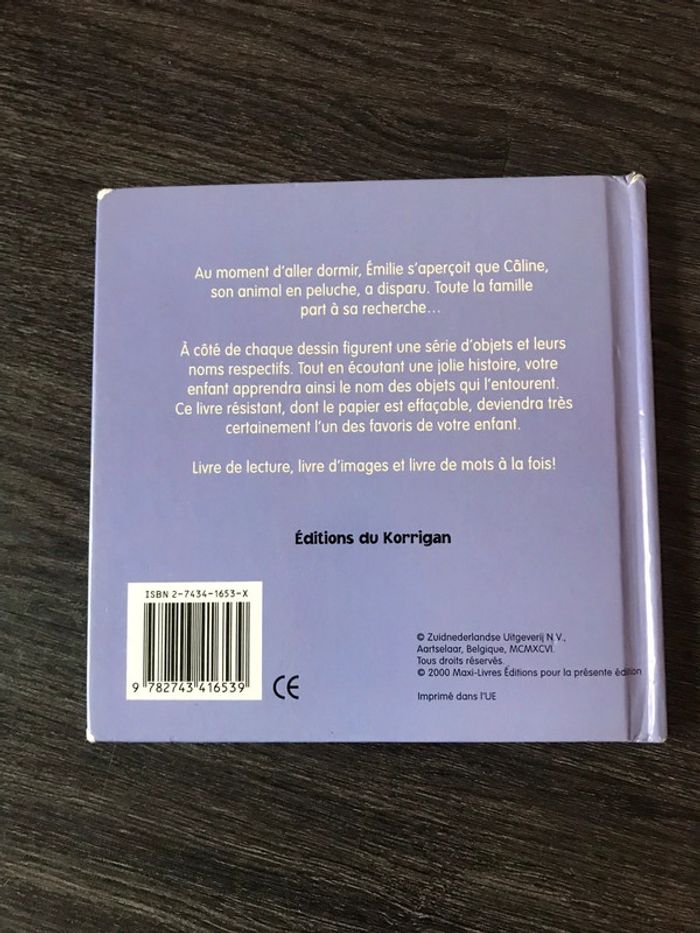 Au moment d'aller dormir, Émilie s'aperçoit que Câline,
son animal en peluche, a disparu. Toute la famille
part à sa recherche...
À côté de chaque dessin figurent une série d'objets et leurs
noms respectifs. Tout en écoutant une jolie histoire, votre
enfant apprendra ainsi le nom des objets qui l'entourent.
Ce livre résistant, dont le papier est effaçable, deviendra très
certainement l'un des favoris de votre enfant.
Livre de lecture, livre d'images et livre de mots à la fois!
Éditions du Korrigan
ISBN 2-7434-1653-X
9 782743 416539
CE
© Zuidnederlandse Uitgeverij N.V.,
Aartselaar, Belgique, MCMXCVI.
Tous droits réservés.
© 2000 Maxi-Livres Éditions pour la présente édition
Imprimé dans l'UE